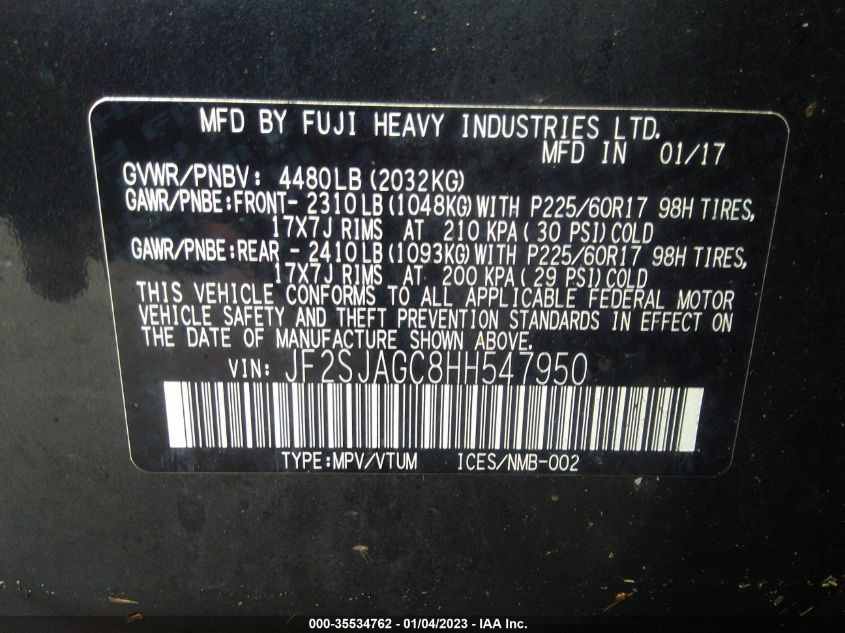 MFD BY FUJI HEAVY INDUSTRIES LTD.
MFD IN 01/17
GVWR/PNBV: 4480LB(2032KG)
GAWR/PNBE:FRONT- 2310LB(1048KG)WITH P225/60R17 98H TIRES,
17X7J RIMS AT 210 KPA(30 PSI)COLD
GAWR/PNBE:REAR - 2410LB(1093KG)WITH P225/60R17 98H TIRES,
17X7J RIMS AT 200 KPA(29 PSI)COLD
THIS VEHICLE CONFORMS TO ALL APPLICABLE FEDERAL MOTOR
VEHICLE SAFETY AND THEFT PREVENTION STANDARDS IN EFFECT ON
THE DATE OF MANUFACTURE SHOWN ABOVE.
VIN: JF2SJAGC8HH547950
TYPE:MPV/VTUM ICES/NMB-002
000-35534762 - 01/04/2023 - IAA Inc.